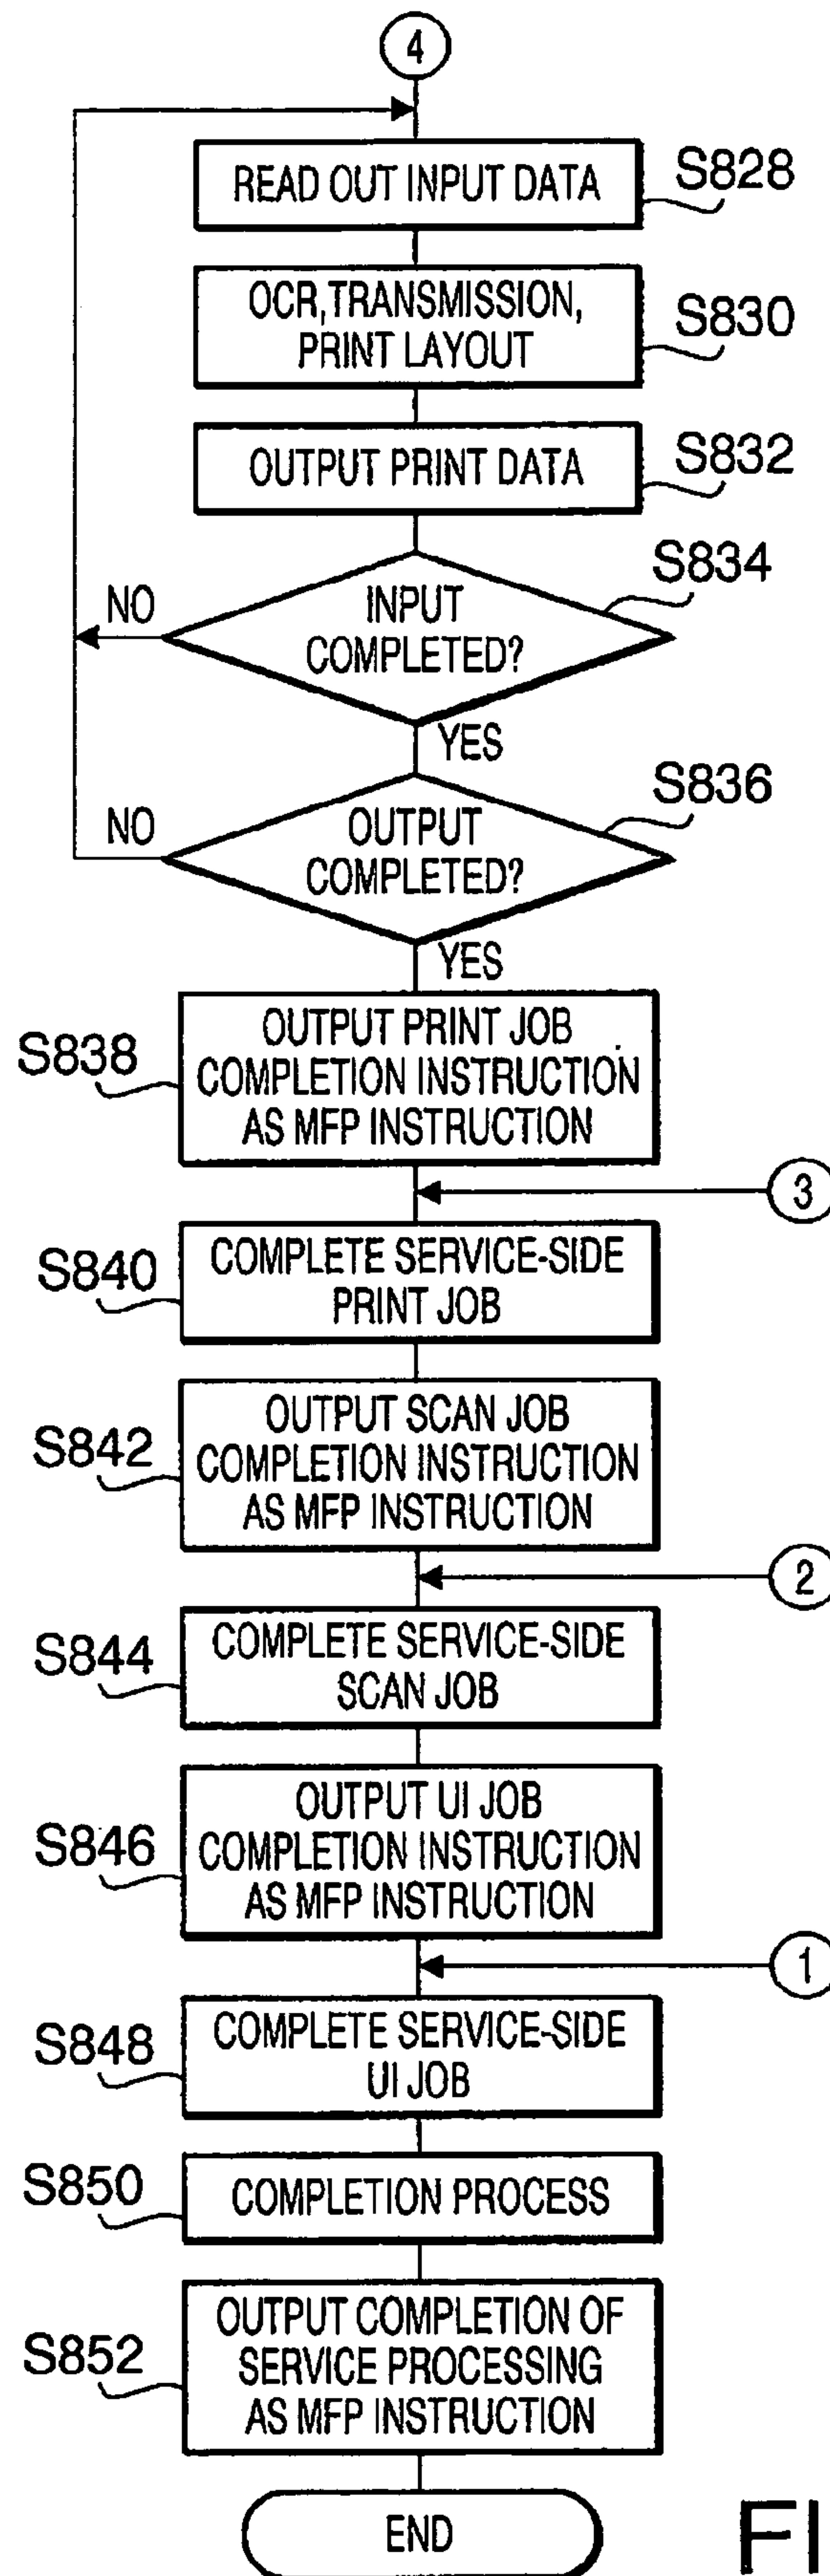 4
READ OUT INPUT DATA
S828
OCR,TRANSMISSION,
PRINT LAYOUT
S830
OUTPUT PRINT DATA
S832
S834
NO
INPUT
COMPLETED?
YES
S836
NO
OUTPUT
COMPLETED?
YES
S838
OUTPUT PRINT JOB
COMPLETION INSTRUCTION
AS MFP INSTRUCTION
3
S840
COMPLETE SERVICE-SIDE
PRINT JOB
S842
OUTPUT SCAN JOB
COMPLETION INSTRUCTION
AS MFP INSTRUCTION
2
S844
COMPLETE SERVICE-SIDE
SCAN JOB
S846
OUTPUT UI JOB
COMPLETION INSTRUCTION
AS MFP INSTRUCTION
1
S848
COMPLETE SERVICE-SIDE
UI JOB
S850
COMPLETION PROCESS
S852
OUTPUT COMPLETION OF
SERVICE PROCESSING
AS MFP INSTRUCTION
END
FI